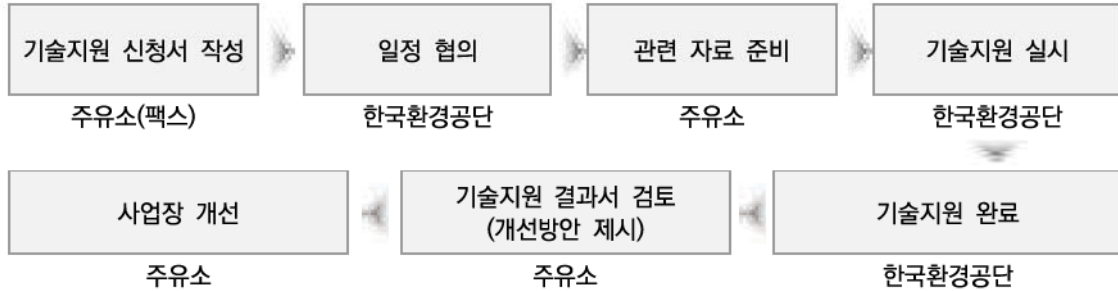 기술지원 신청서 작성
일정 협의
관련 자료 준비
기술지원 실시
주유소(팩스)
한국환경공단
주유소
한국환경공단
사업장 개선
기술지원 결과서 검토
(개선방안 제시)
기술지원 완료
주유소
주유소
한국환경공단